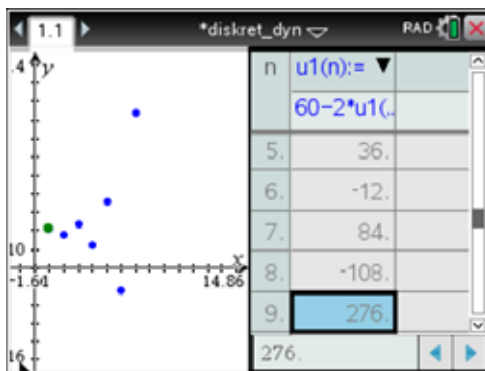 1.1 *diskret_dyn RAD
.4 y
10
x
-1.61 14.86
16
n u1(n):=
60-2*u1(..
5. 36.
6. -12.
7. 84.
8. -108.
9. 276.
276.